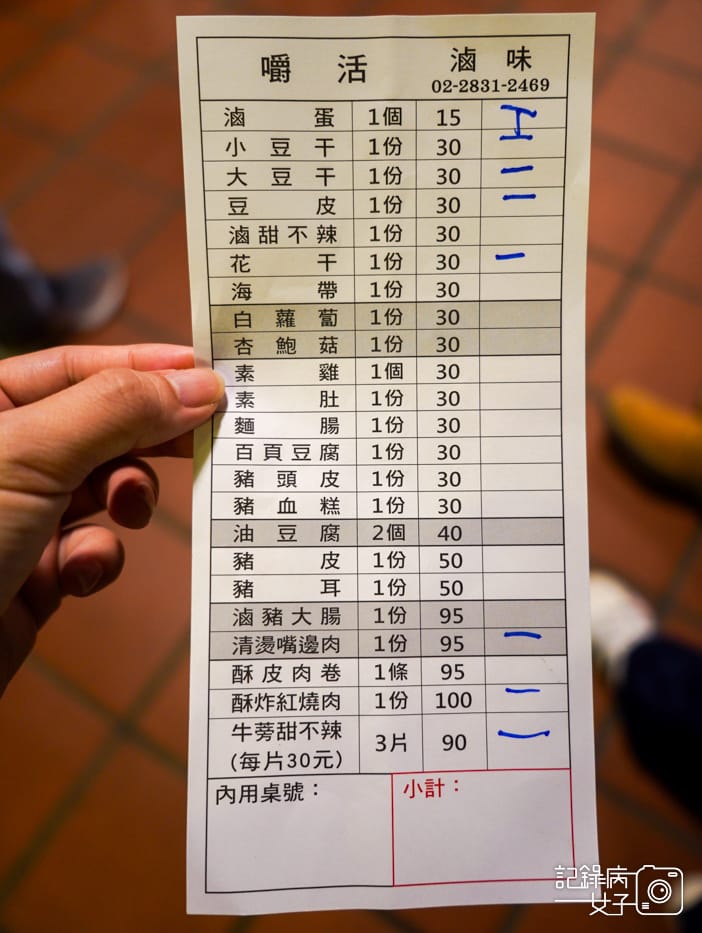 嚼活 滷味
02-2831-2469
滷蛋 1個 15 工
小豆干 1份 30
大豆干 1份 30 一
豆皮 1份 30 一
滷甜不辣 1份 30
花干 1份 30 一
海帶 1份 30
白蘿蔔 1份 30
杏鮑菇 1份 30
素雞 1個 30
素肚 1份 30
麵腸 1份 30
百頁豆腐 1份 30
豬頭皮 1份 30
豬血糕 1份 30
油豆腐 2個 40
豬皮 1份 50
豬耳 1份 50
滷豬大腸 1份 95
清燙嘴邊肉 1份 95 一
酥皮肉卷 1條 95
酥炸紅燒肉 1份 100 一
牛蒡甜不辣 3片 90 一
(每片30元)
內用桌號： 小計：
記錄病
女子